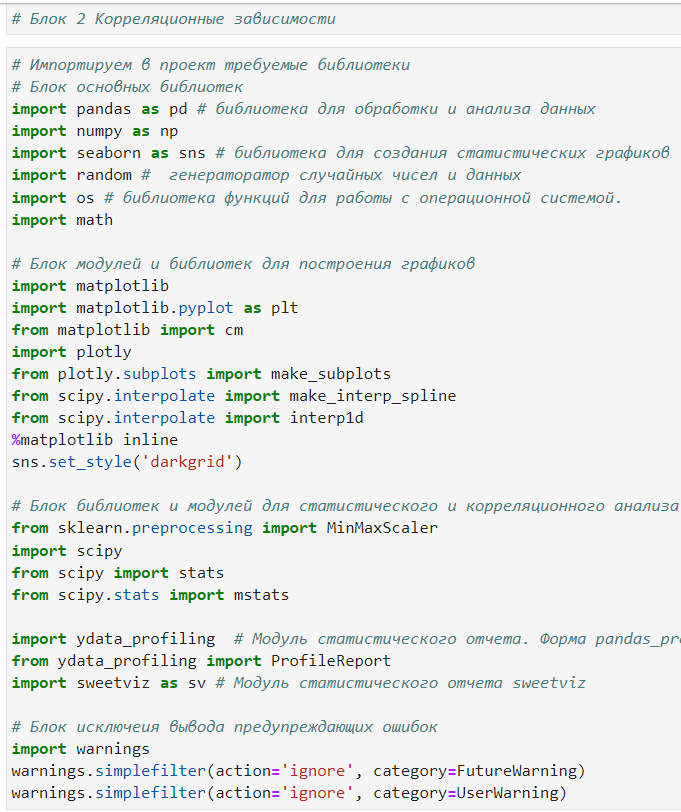 # Блок 2 Корреляционные зависимости
# Импортируем в проект требуемые библиотеки
# Блок основных библиотек
import pandas as pd # библиотека для обработки и анализа данных
import numpy as np
import seaborn as sns # библиотека для создания статистических графиков
import random #  генераторатор случайных чисел и данных
import os # библиотека функций для работы с операционной системой.
import math
# Блок модулей и библиотек для построения графиков
import matplotlib
import matplotlib.pyplot as plt
from matplotlib import cm
import plotly
from plotly.subplots import make_subplots
from scipy.interpolate import make_interp_spline
from scipy.interpolate import interp1d
%matplotlib inline
sns.set_style('darkgrid')
# Блок библиотек и модулей для статистического и корреляционного анализа
from sklearn.preprocessing import MinMaxScaler
import scipy
from scipy import stats
from scipy.stats import mstats
import ydata_profiling  # Модуль статистического отчета. Форма pandas_pr
from ydata_profiling import ProfileReport
import sweetviz as sv # Модуль статистического отчета sweetviz
# Блок исключеия вывода предупреждающих ошибок
import warnings
warnings.simplefilter(action='ignore', category=FutureWarning)
warnings.simplefilter(action='ignore', category=UserWarning)